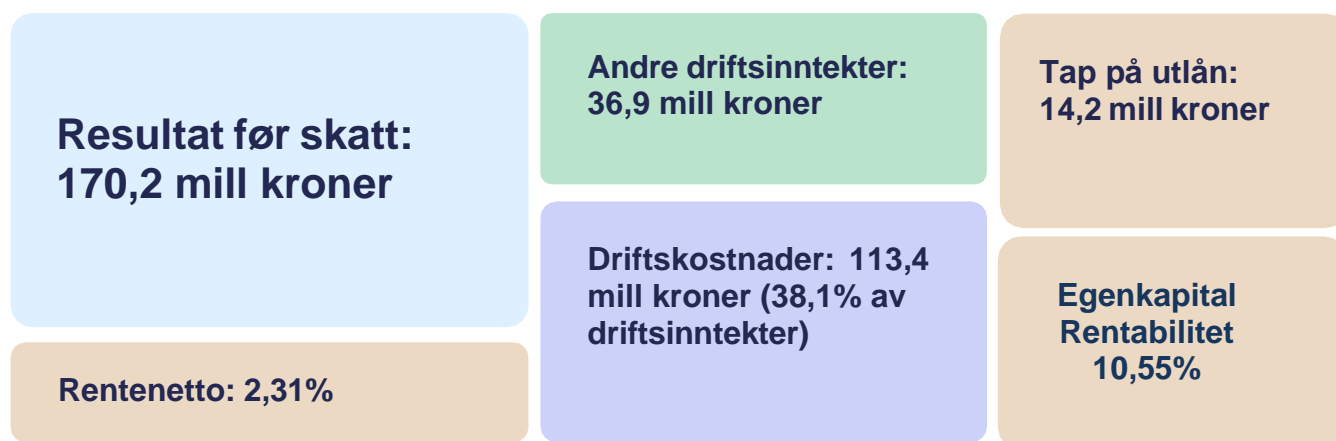 Resultat før skatt:
170,2 mill kroner
Rentenetto: 2,31%
Andre driftsinntekter:
36,9 mill kroner
Driftskostnader: 113,4
mill kroner (38,1% av
driftsinntekter)
Tap på utlån:
14,2 mill kroner
Egenkapital
Rentabilitet
10,55%